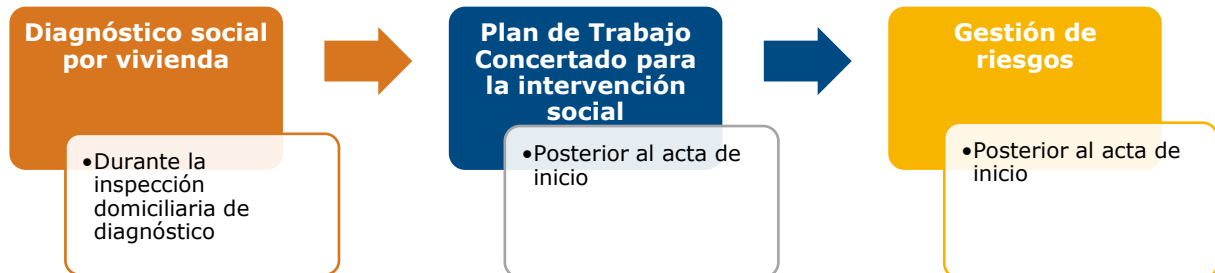 Diagnóstico social
por vivienda
•Durante la
inspección
domiciliaria de
diagnóstico
Plan de Trabajo
Concertado para
la intervención
social
•Posterior al acta de
inicio
Gestión de
riesgos
•Posterior al acta de
inicio